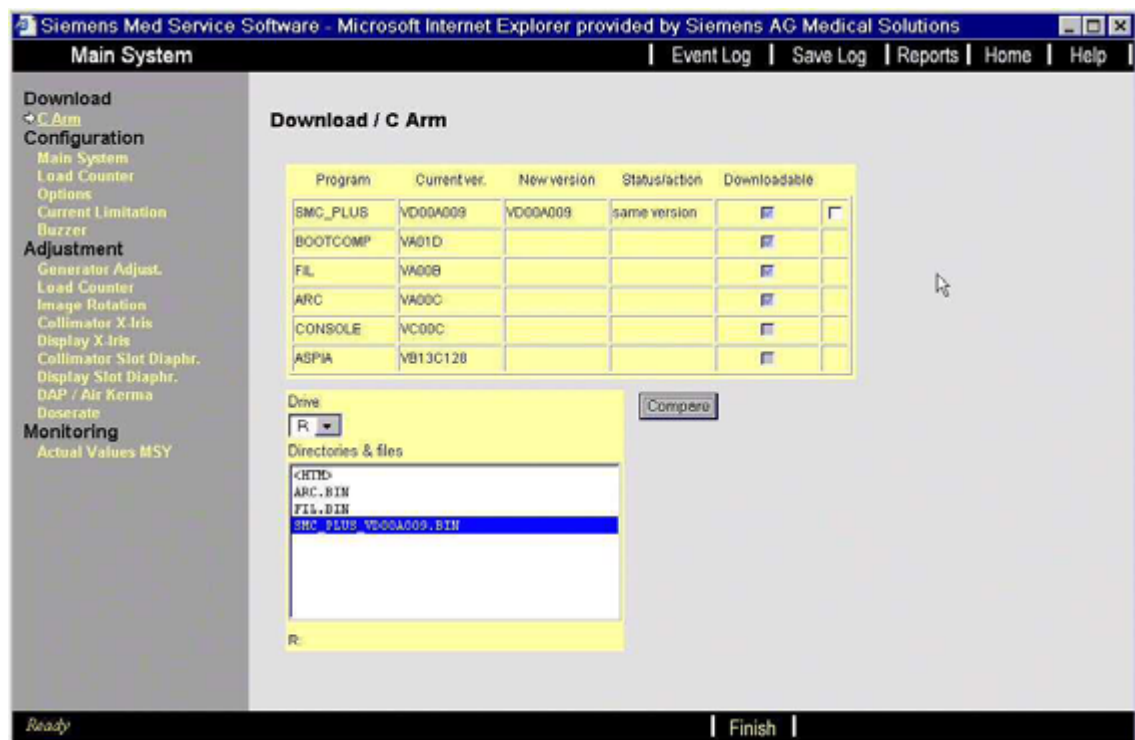 Siemens Med Service Software - Microsoft Internet Explorer provided by Siemens AG Medical Solutions
Main System
Event Log | Save Log | Reports | Home | Help
Download
C Arm
Configuration
Main System
Load Counter
Options
Current Limitation
Buzzer
Adjustment
Generator Adjust.
Load Counter
Image Rotation
Collimator X-Iris
Display X-Iris
Collimator Slot Diaphr.
Display Slot Diaphr.
DAP / Air Kerma
Doserate
Monitoring
Actual Values MSY
Download / C Arm
Program Current ver. New version Status/action Downloadable
SMC_PLUS VD00A009 VD00A009 same version
BOOTCOMP VA01D
FIL VA00B
ARC VA00C
CONSOLE VC00C
ASPIA VB13C128
Drive
R
Directories & files
<HTM>
ARC.BIN
FIL.BIN
SMC_PLUS_VD00A009.BIN
R:
Compare
Ready
Finish